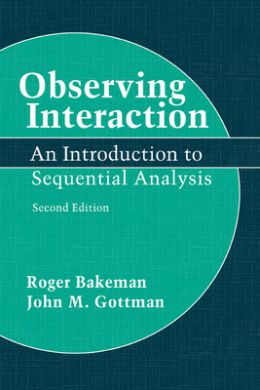 Observing
Interaction
An Introduction to
Sequential Analysis
Second Edition
Roger Bakeman
John M. Gottman